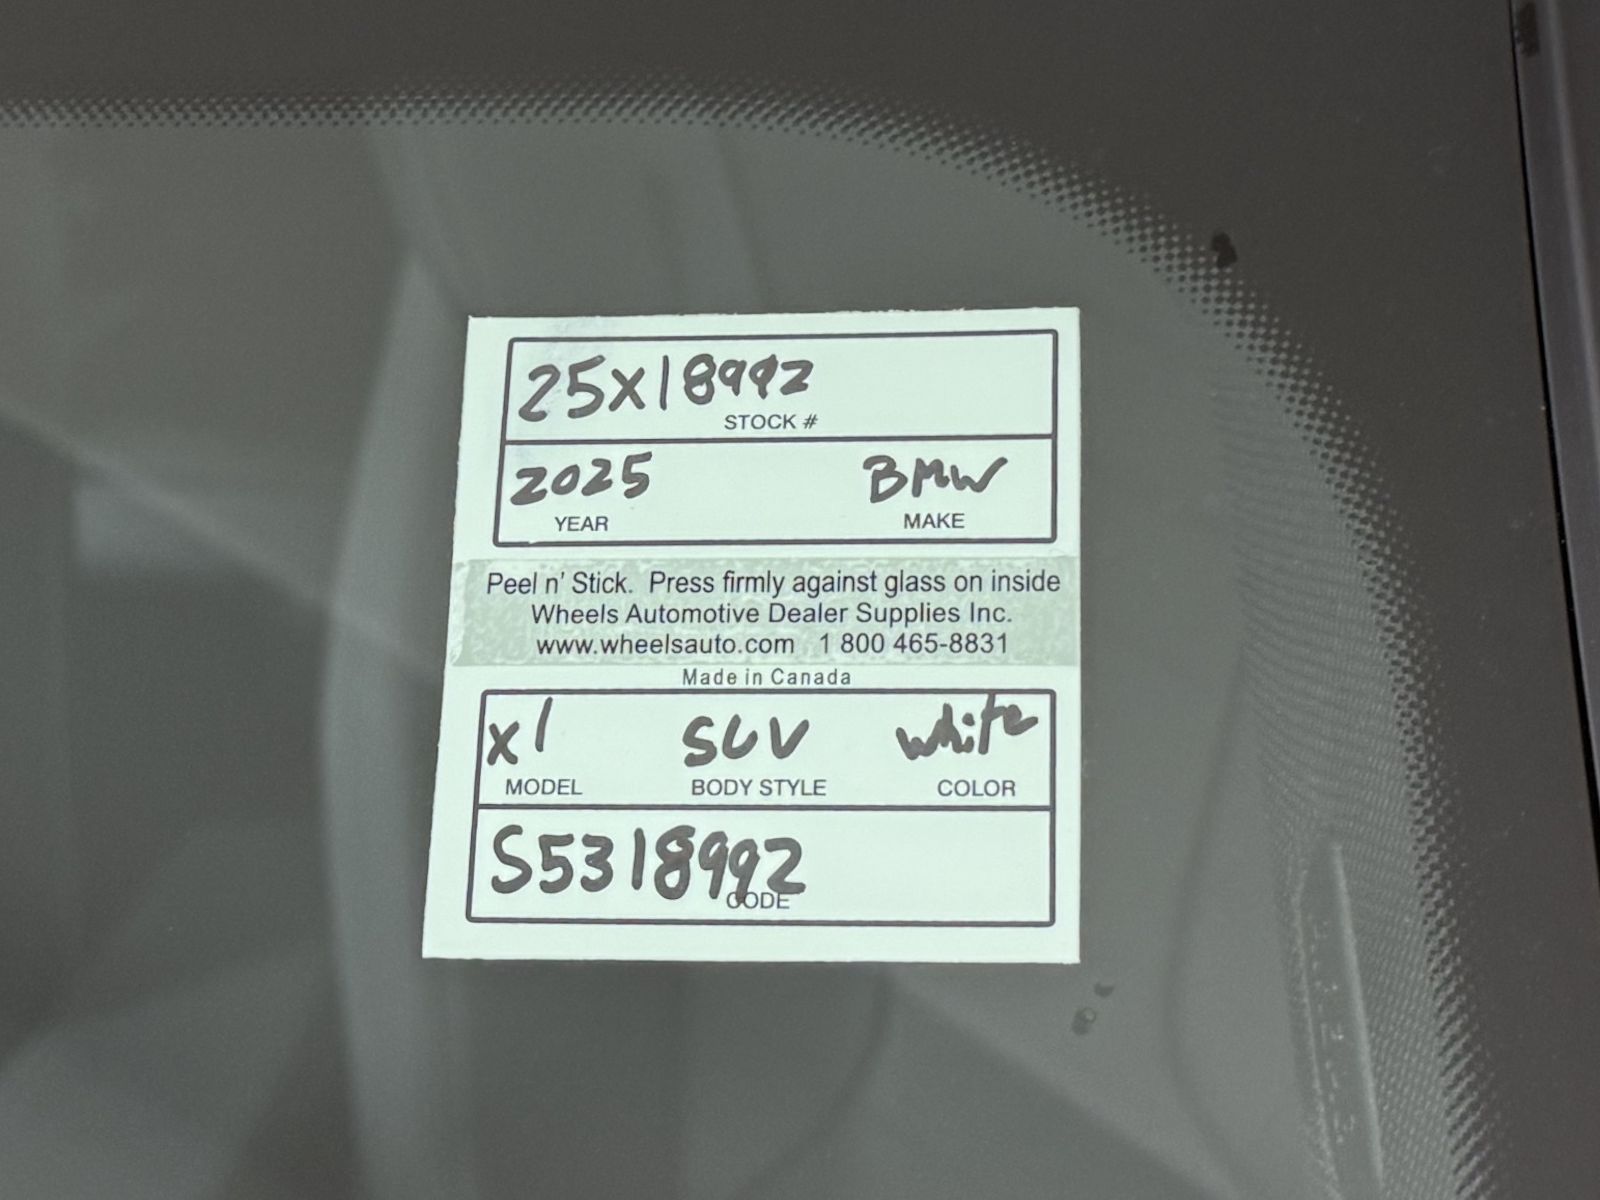 25X18992
STOCK #
2025 BMW
YEAR MAKE
Peel n' Stick. Press firmly against glass on inside
Wheels Automotive Dealer Supplies Inc.
www.wheelsauto.com 1 800 465-8831
Made in Canada
X1 SUV white
MODEL BODY STYLE COLOR
S5318992
CODE